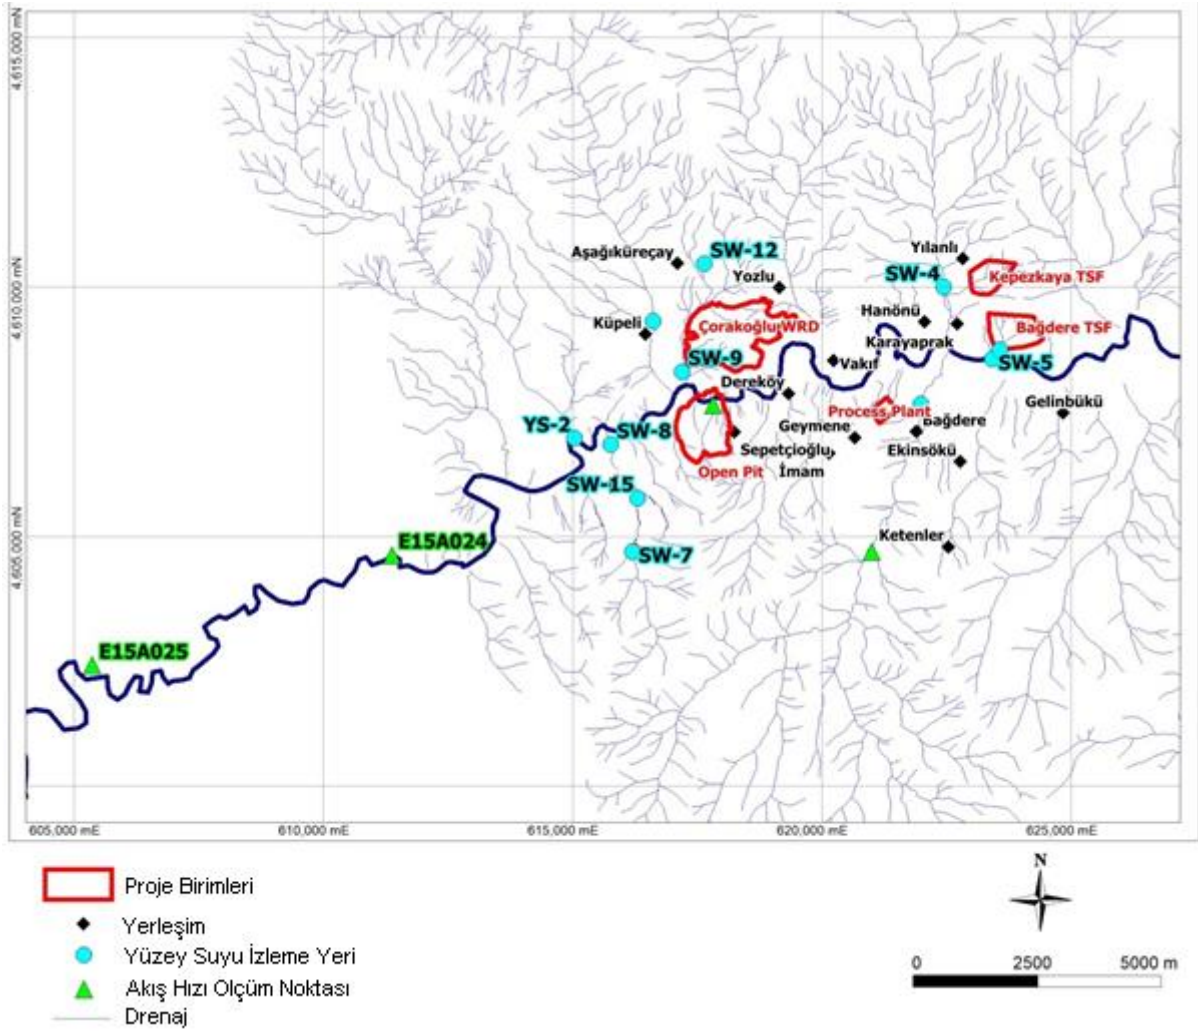 4.615,000 mN
4.610,000 mN
4.605,000 mN
Aşağıküreçay
SW-12
Yozlu
Yılanlı
SW-4
Kepezkaya TSF
Küpeli
Çorakoğlu WRD
Hanönü
Bağdere TSF
Karayaprak
SW-9
Vakıf
SW-5
Dereköy
Process Plant
Gelinbükü
YS-2
SW-8
Geymene
Bağdere
Sepetçioğlu
Ekinsökü
Open Pit
İmam
SW-15
E15A024
SW-7
Ketenler
E15A025
605,000 mE
610,000 mE
615,000 mE
620,000 mE
625,000 mE
Proje Birimleri
Yerleşim
Yüzey Suyu İzleme Yeri
Akış Hızı Olçüm Noktası
Drenaj
N
0 2500 5000 m